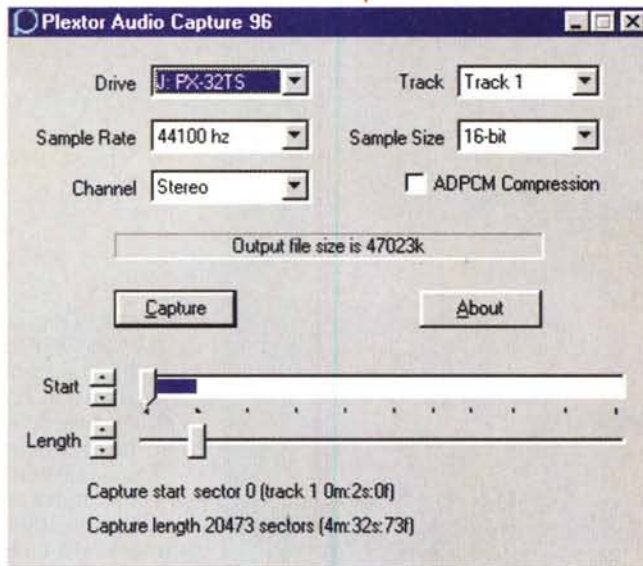 Plextor Audio Capture 96
Drive J: PX-32TS Track Track 1
Sample Rate 44100 hz Sample Size 16-bit
Channel Stereo ADPCM Compression
Output file size is 47023k
Capture About
Start
Length
Capture start sector 0 (track 1 0m:2s:0f)
Capture length 20473 sectors (4m:32s:73f)